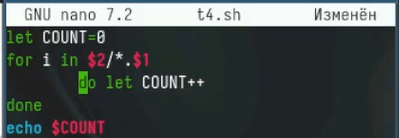 GNU nano 7.2 t4.sh Изменён
let COUNT=0
for i in $2/*.$1
do let COUNT++
done
echo $COUNT